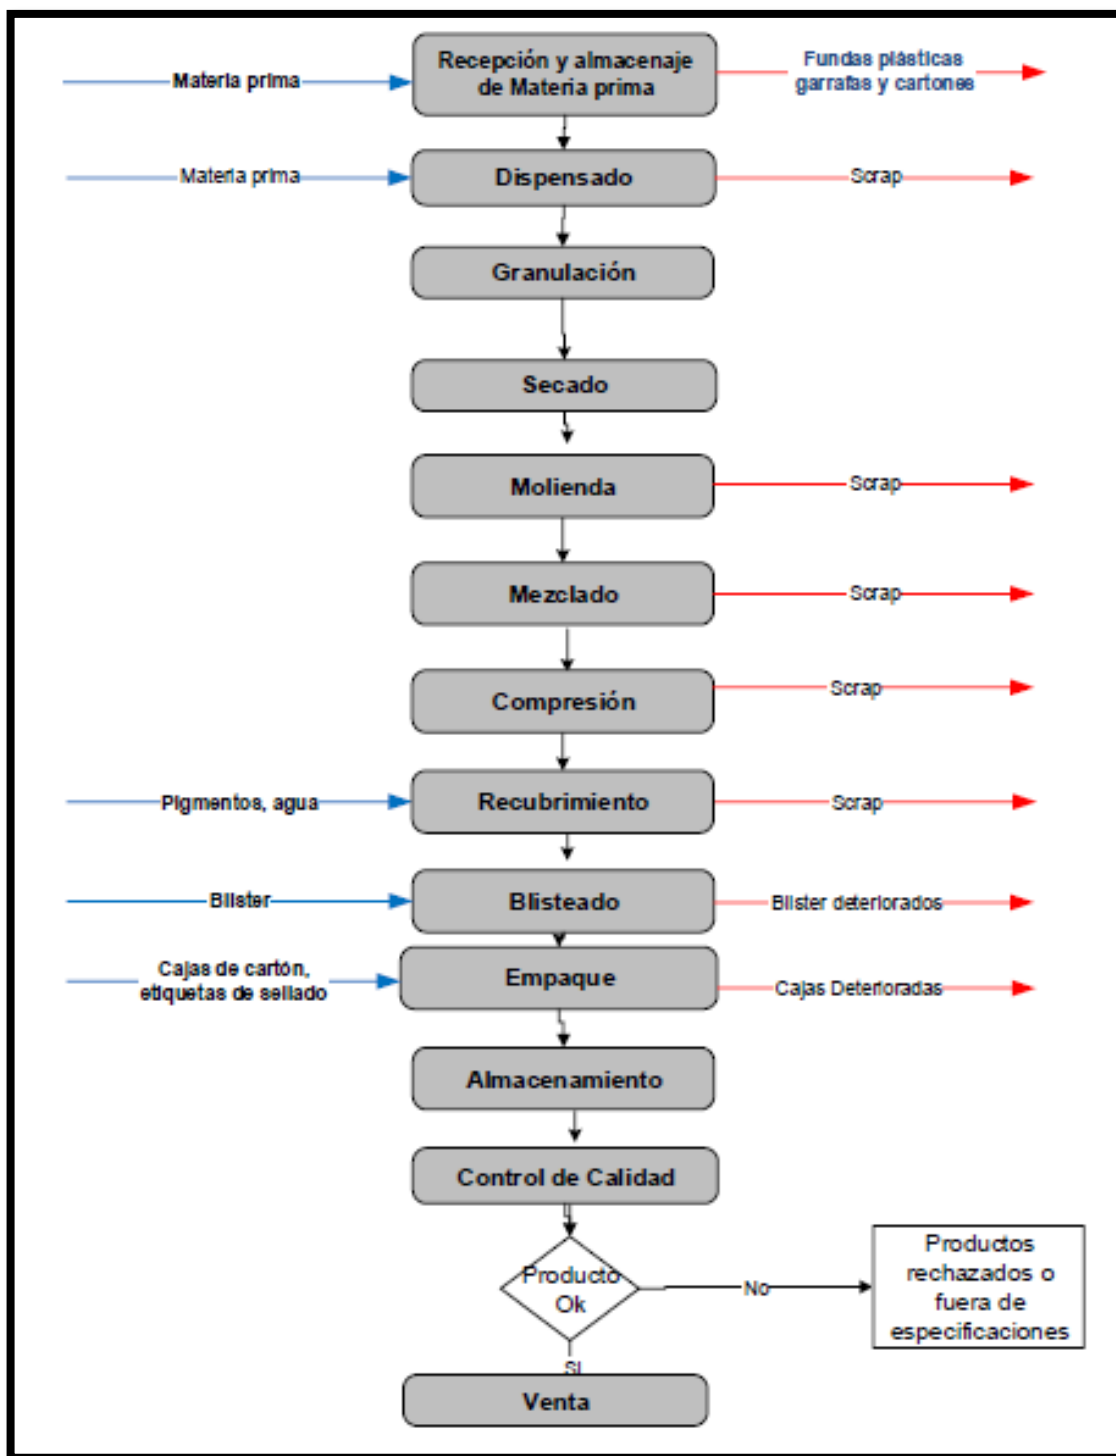 Materia prima
Recepción y almacenaje
de Materia prima
Fundas plásticas
garrafas y cartones
Materia prima
Dispensado
Scrap
Granulación
Secado
Molienda
Scrap
Mezclado
Scrap
Compresión
Scrap
Pigmentos, agua
Recubrimiento
Scrap
Blister
Blisteado
Blister deteriorados
Cajas de cartón,
etiquetas de sellado
Empaque
Cajas Deterioradas
Almacenamiento
Control de Calidad
Producto
Ok
No
Productos
rechazados o
fuera de
especificaciones
Si
Venta